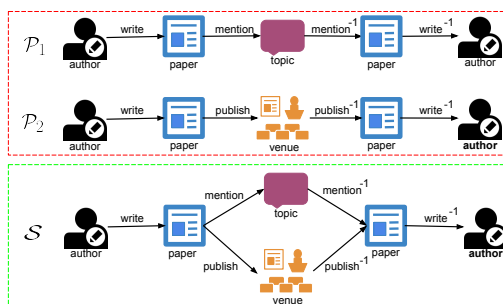 write mention mention-1 write-1
𝒫1
author paper topic paper author
write publish publish-1 write-1
𝒫2
author paper venue paper author
mention mention-1
topic
write write-1
𝒮
author paper paper author
publish publish-1
venue